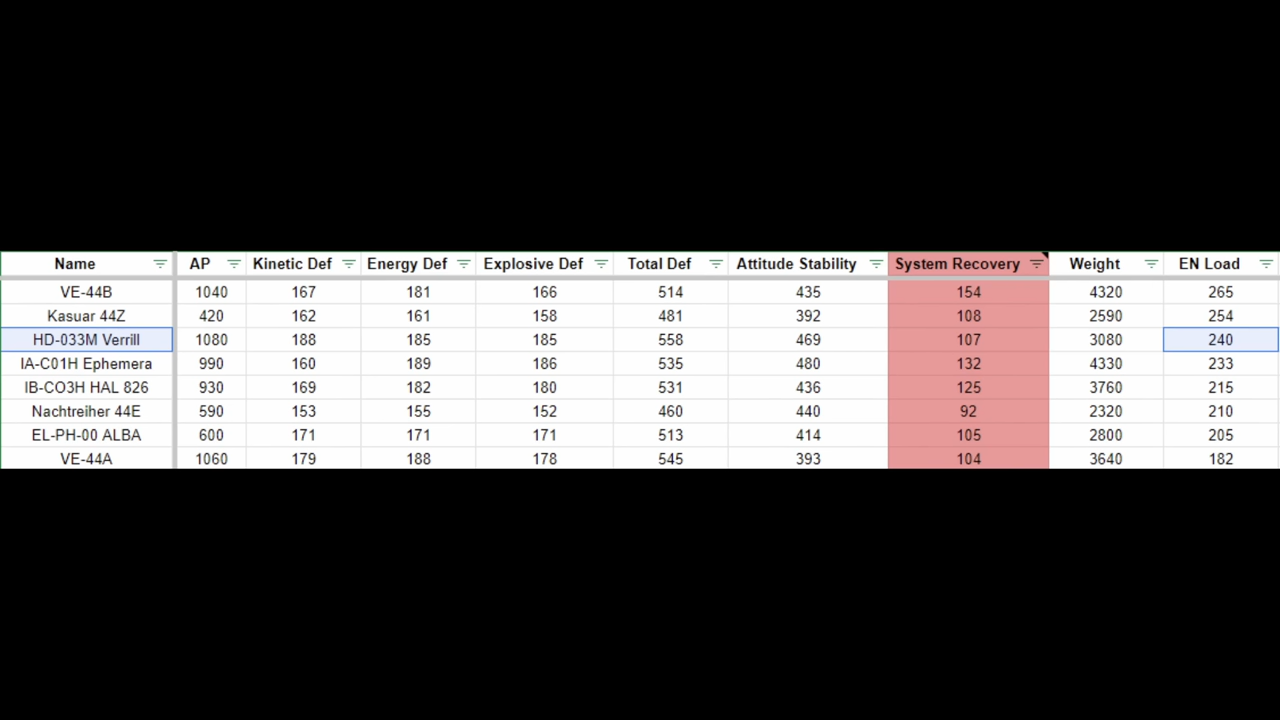 Name AP Kinetic Def Energy Def Explosive Def Total Def Attitude Stability System Recovery Weight EN Load
VE-44B 1040 167 181 166 514 435 154 4320 265
Kasuar 44Z 420 162 161 158 481 392 108 2590 254
HD-033M Verrill 1080 188 185 185 558 469 107 3080 240
IA-C01H Ephemera 990 160 189 186 535 480 132 4330 233
IB-CO3H HAL 826 930 169 182 180 531 436 125 3760 215
Nachtreiher 44E 590 153 155 152 460 440 92 2320 210
EL-PH-00 ALBA 600 171 171 171 513 414 105 2800 205
VE-44A 1060 179 188 178 545 393 104 3640 182